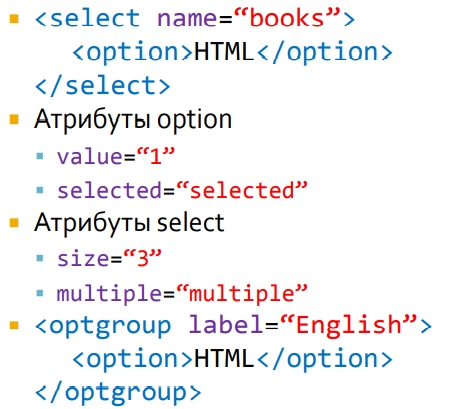 <select name=“books”>
<option>HTML</option>
</select>
Атрибуты option
value=“1”
selected=“selected”
Атрибуты select
size=“3”
multiple=“multiple”
<optgroup label=“English”>
<option>HTML</option>
</optgroup>